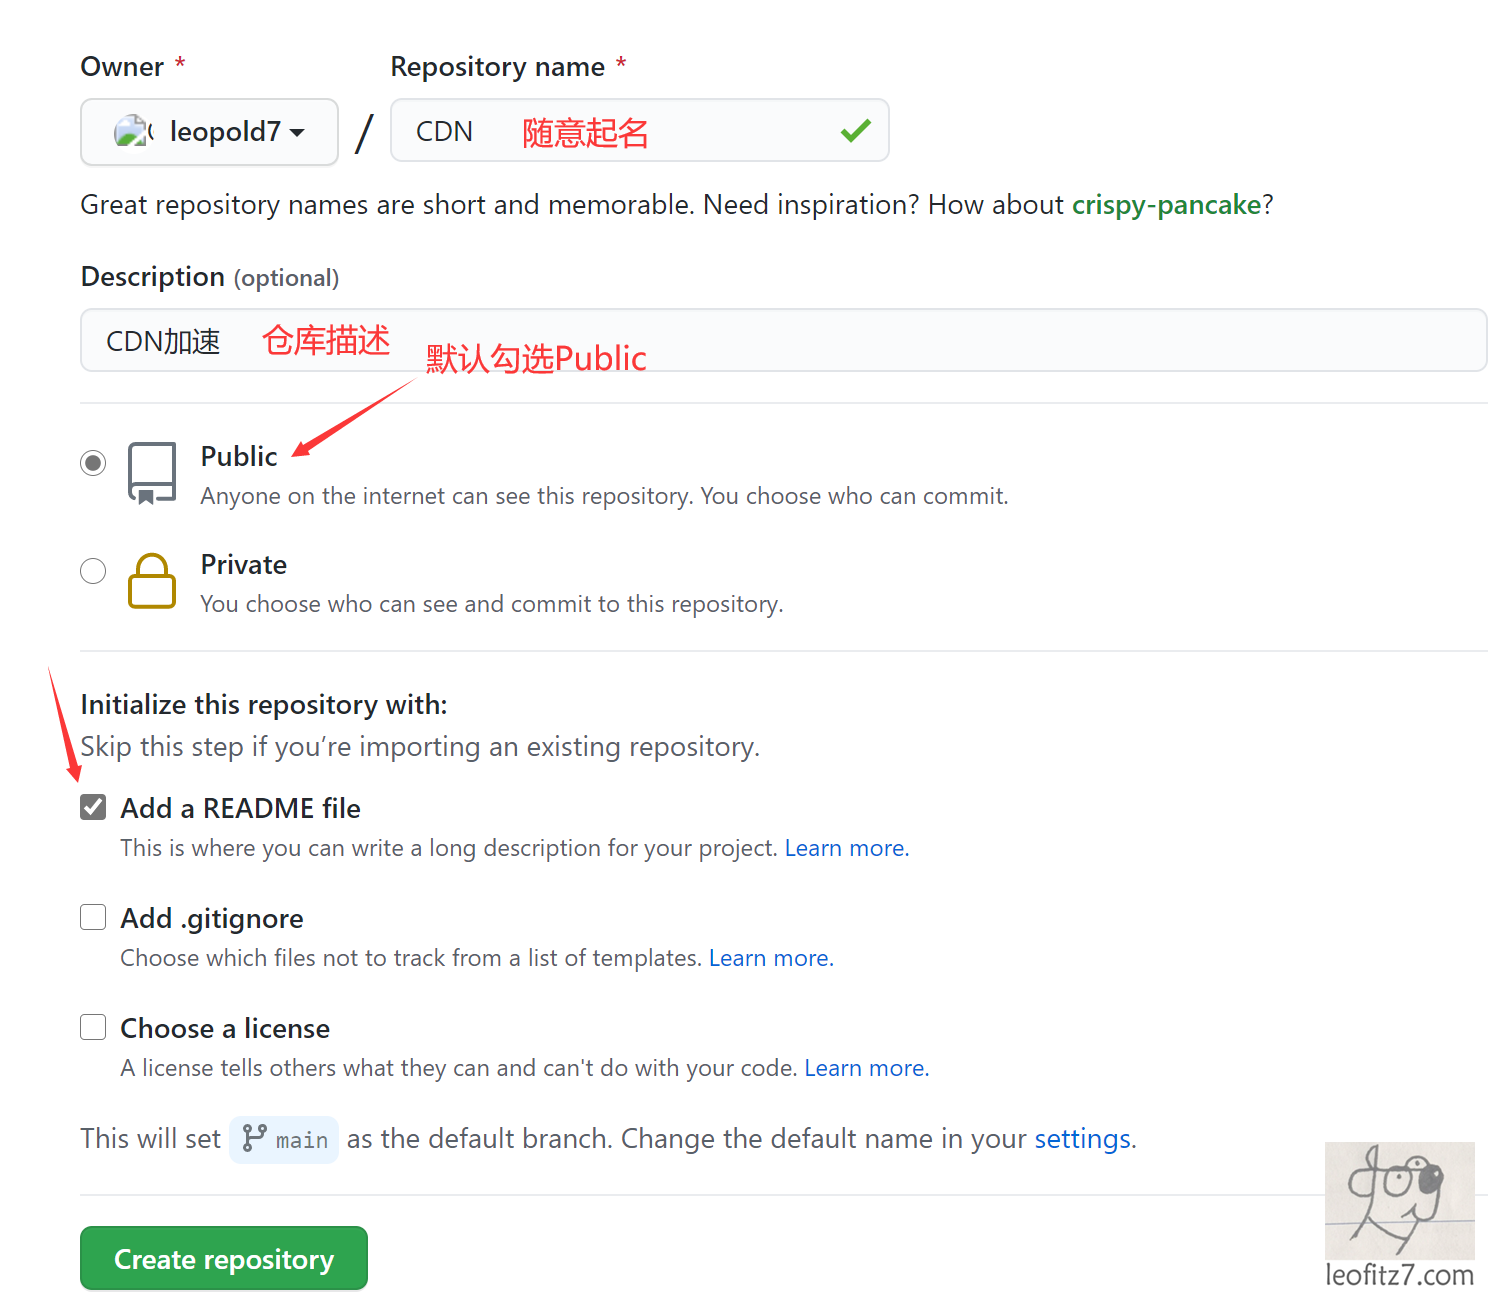 Owner * Repository name *
leopold7 / CDN 随意起名
Great repository names are short and memorable. Need inspiration? How about crispy-pancake?
Description (optional)
CDN加速 仓库描述
默认勾选Public
Public
Anyone on the internet can see this repository. You choose who can commit.
Private
You choose who can see and commit to this repository.
Initialize this repository with:
Skip this step if you’re importing an existing repository.
Add a README file
This is where you can write a long description for your project. Learn more.
Add .gitignore
Choose which files not to track from a list of templates. Learn more.
Choose a license
A license tells others what they can and can't do with your code. Learn more.
This will set main as the default branch. Change the default name in your settings.
Create repository
dog
leofitz7.com